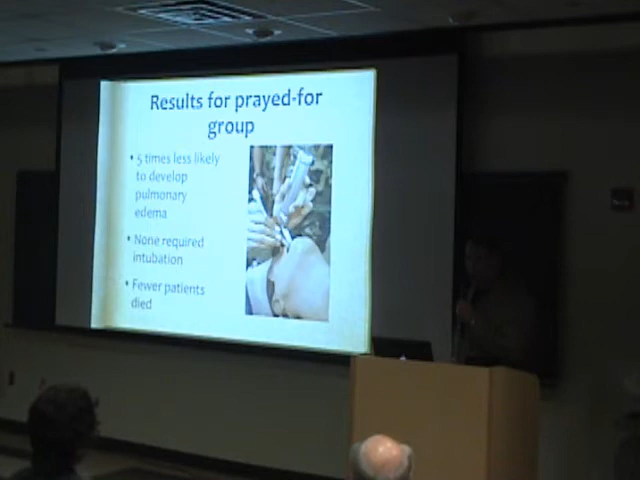 Results for prayed-for
group
• 5 times less likely
to develop
pulmonary
edema
• None required
intubation
• Fewer patients
died